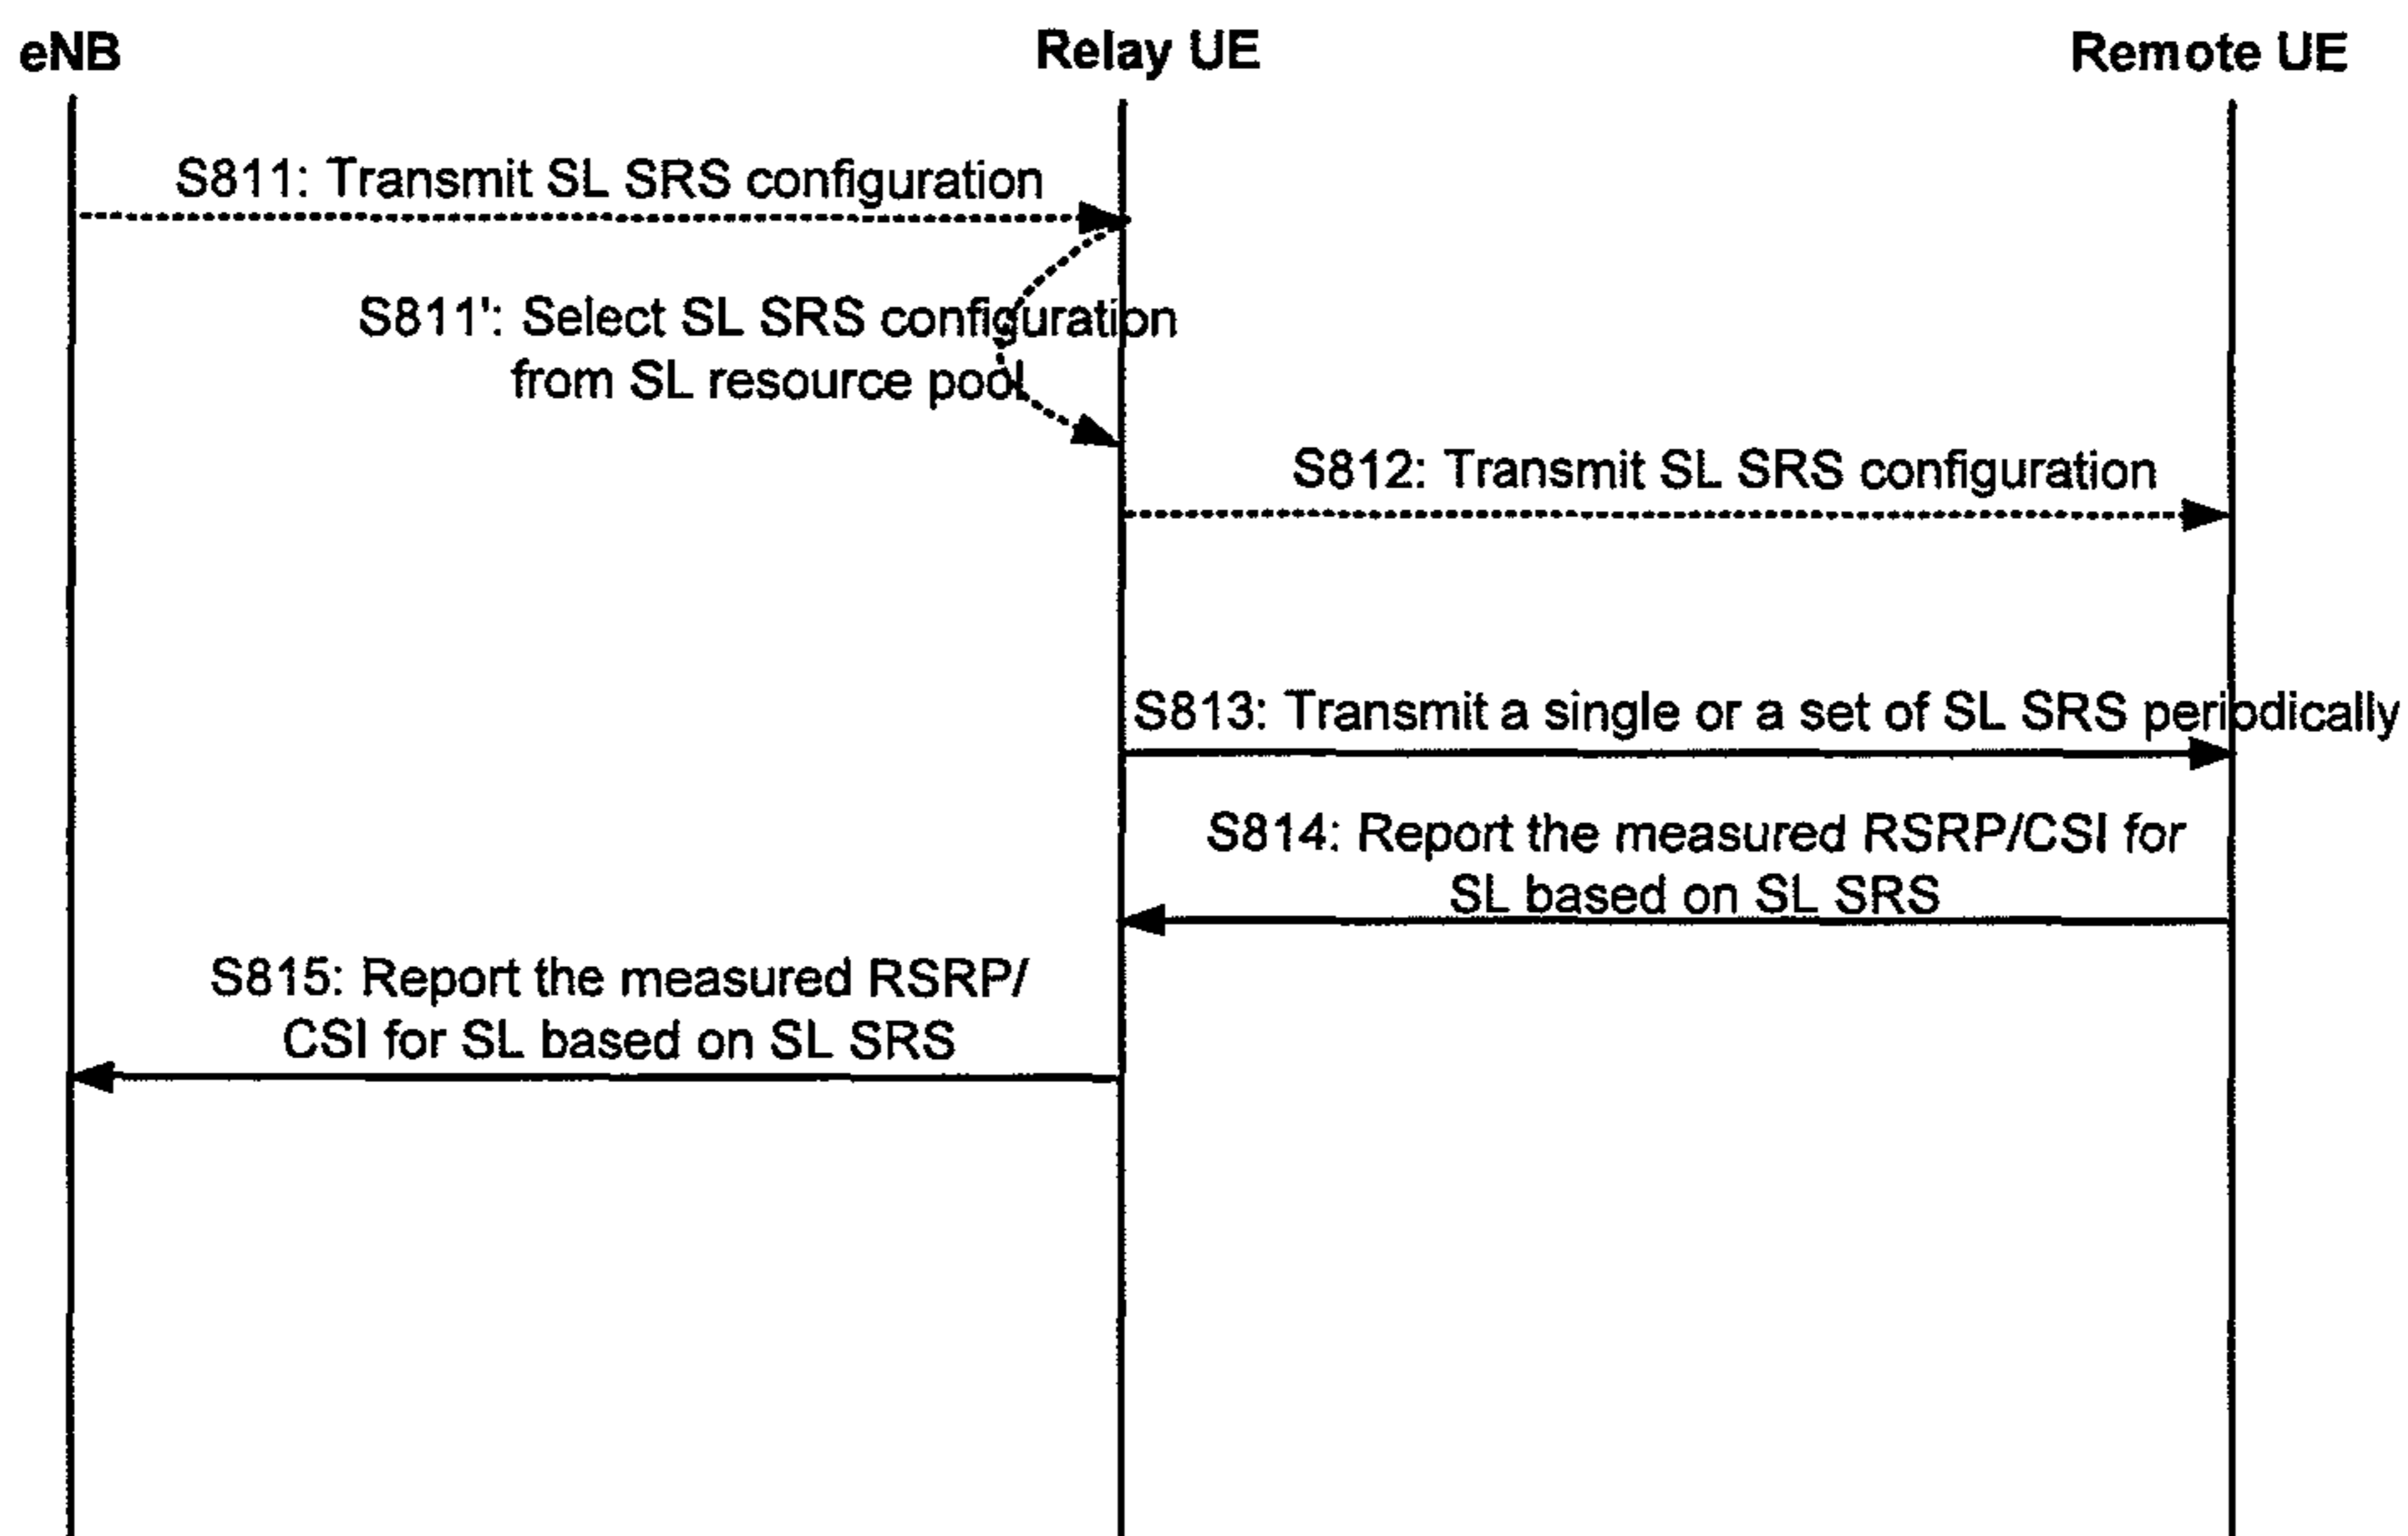 eNB
Relay UE
Remote UE
S811: Transmit SL SRS configuration
S811': Select SL SRS configuration
from SL resource pool
S812: Transmit SL SRS configuration
S813: Transmit a single or a set of SL SRS periodically
S814: Report the measured RSRP/CSI for
SL based on SL SRS
S815: Report the measured RSRP/
CSI for SL based on SL SRS